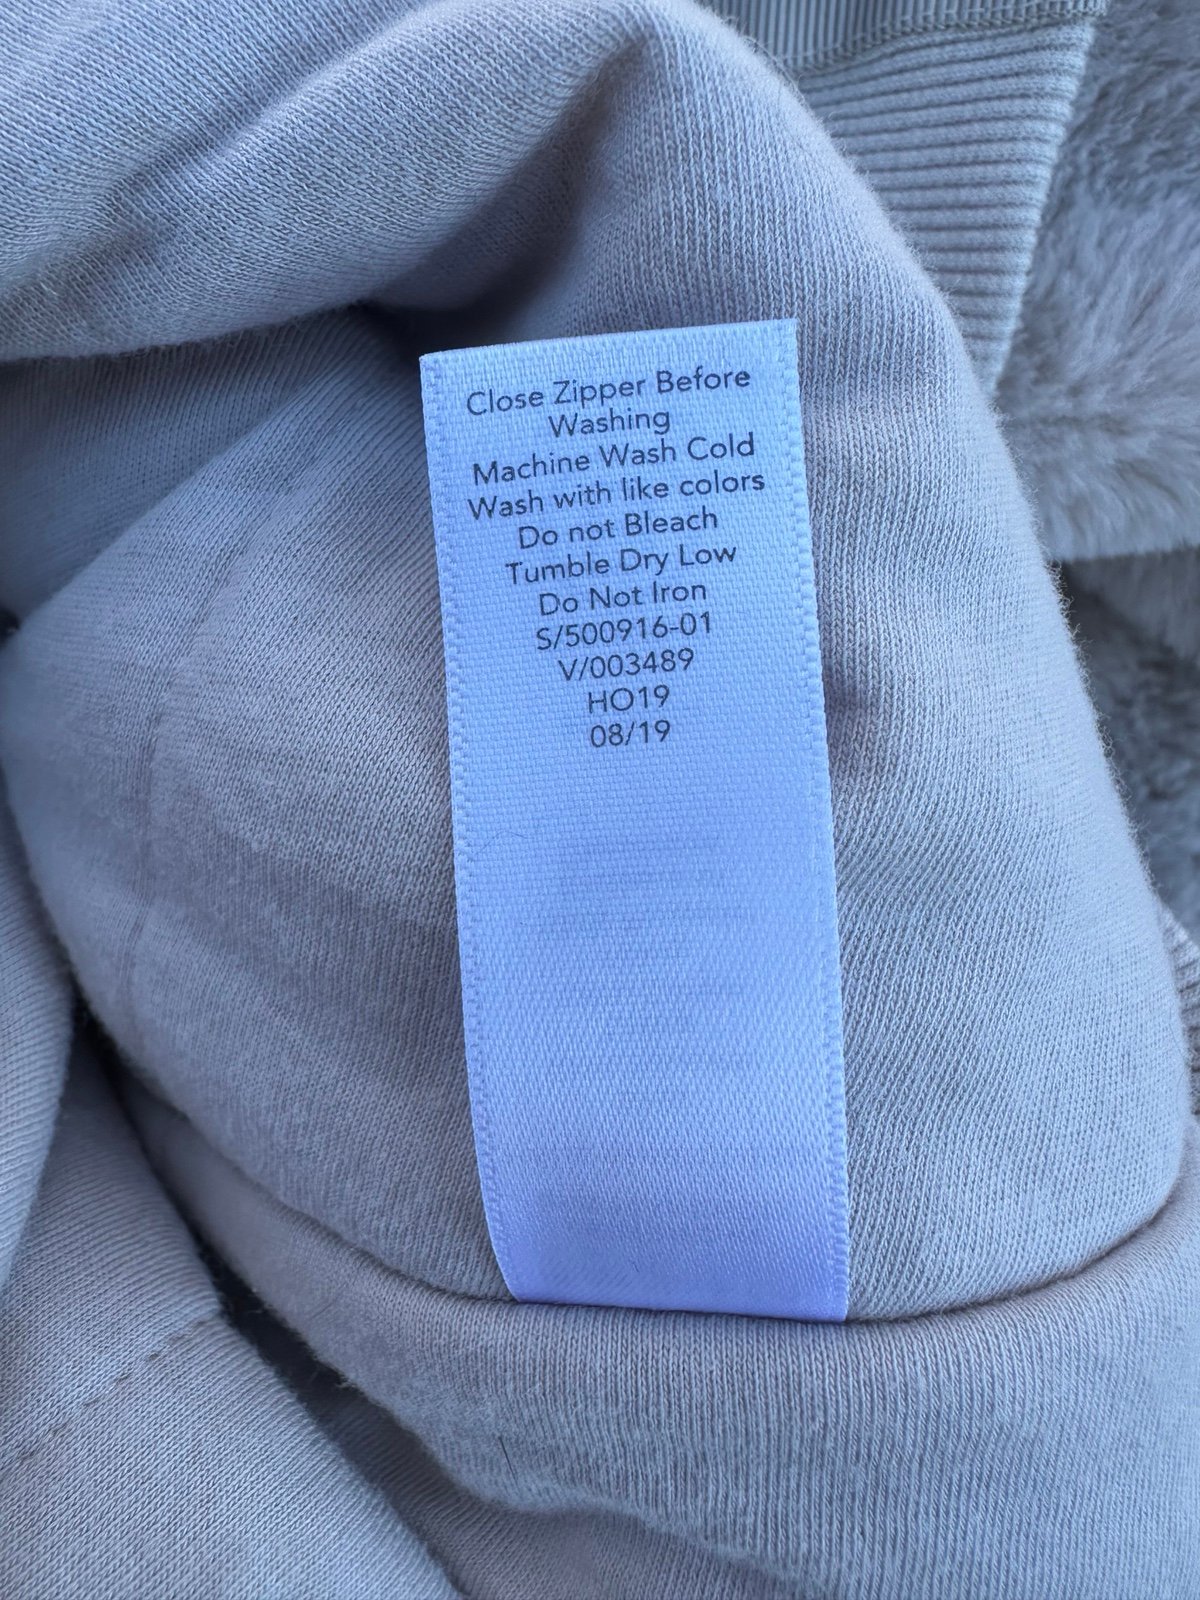 Close Zipper Before
Washing
Machine Wash Cold
Wash with like colors
Do not Bleach
Tumble Dry Low
Do Not Iron
S/500916-01
V/003489
HO19
08/19